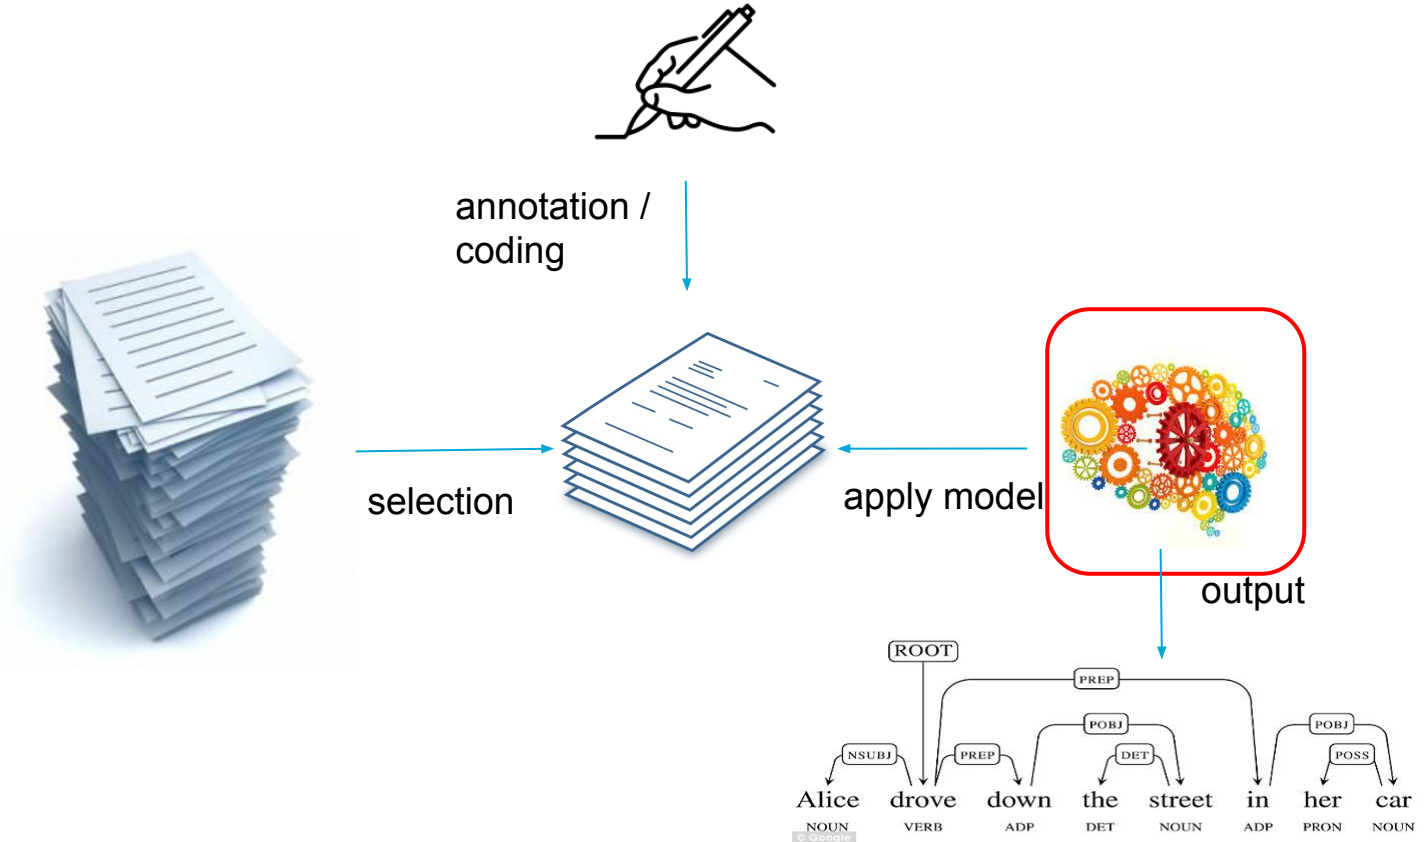 annotation /
coding
selection
apply model
output
ROOT
PREP
POBJ
POBJ
NSUBJ
PREP
DET
POSS
Alice drove down the street in her car
NOUN VERB ADP DET NOUN ADP PRON NOUN
© Google